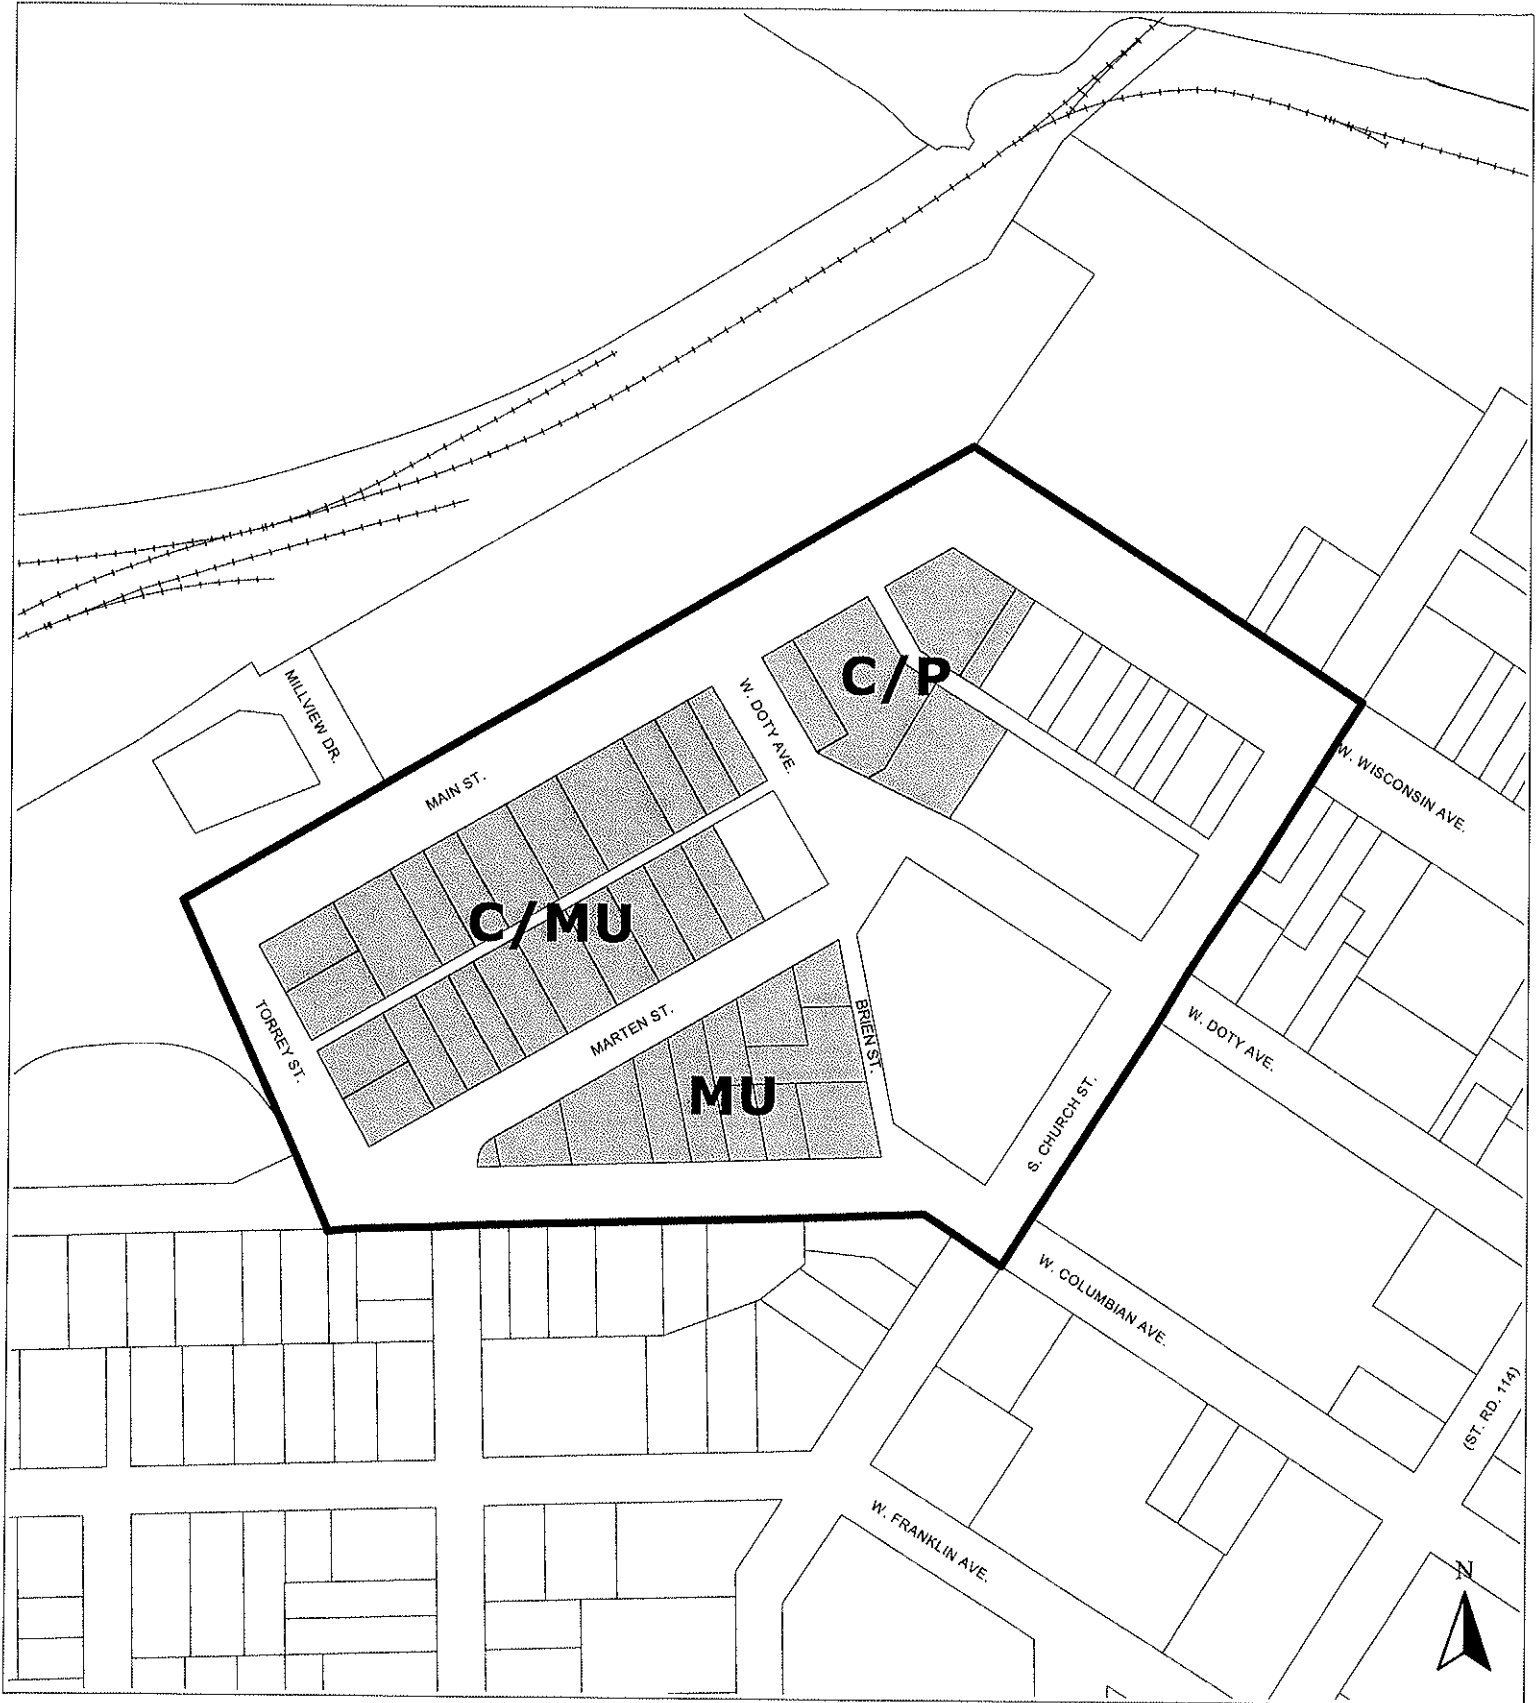 C/P
MILLVIEW DR.
W. DOTY AVE.
MAIN ST.
W. WISCONSIN AVE.
C/MU
TORREY ST.
MARTEN ST.
BRIEN ST.
W. DOTY AVE.
MU
S. CHURCH ST.
W. COLUMBIAN AVE.
(ST. RD. 114)
W. FRANKLIN AVE.
N